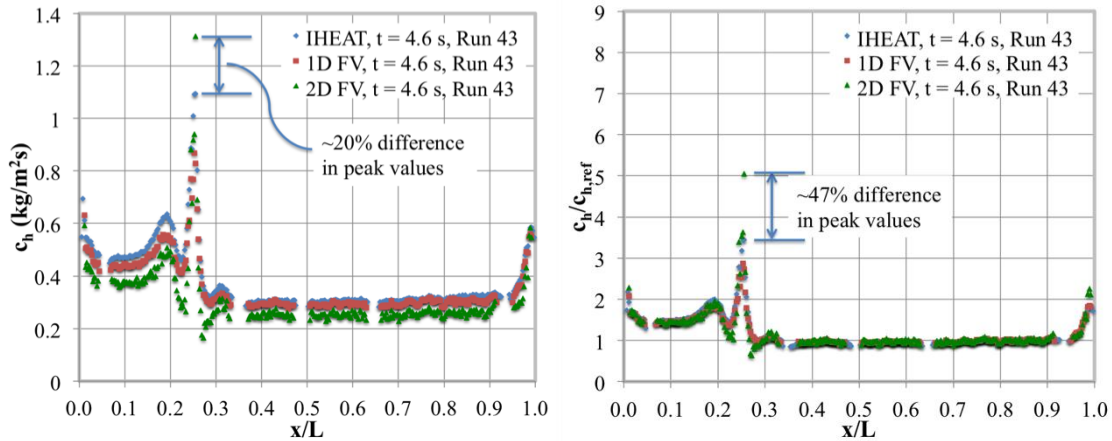 1.4
1.2
1
0.8
0.6
0.4
0.2
0
cₕ (kg/m²s)
IHEAT, t = 4.6 s, Run 43
1D FV, t = 4.6 s, Run 43
2D FV, t = 4.6 s, Run 43
~20% difference
in peak values
0.0 0.1 0.2 0.3 0.4 0.5 0.6 0.7 0.8 0.9 1.0
x/L
9
8
7
6
5
4
3
2
1
0
cₕ/cₕ,ref
IHEAT, t = 4.6 s, Run 43
1D FV, t = 4.6 s, Run 43
2D FV, t = 4.6 s, Run 43
~47% difference
in peak values
0.0 0.1 0.2 0.3 0.4 0.5 0.6 0.7 0.8 0.9 1.0
x/L